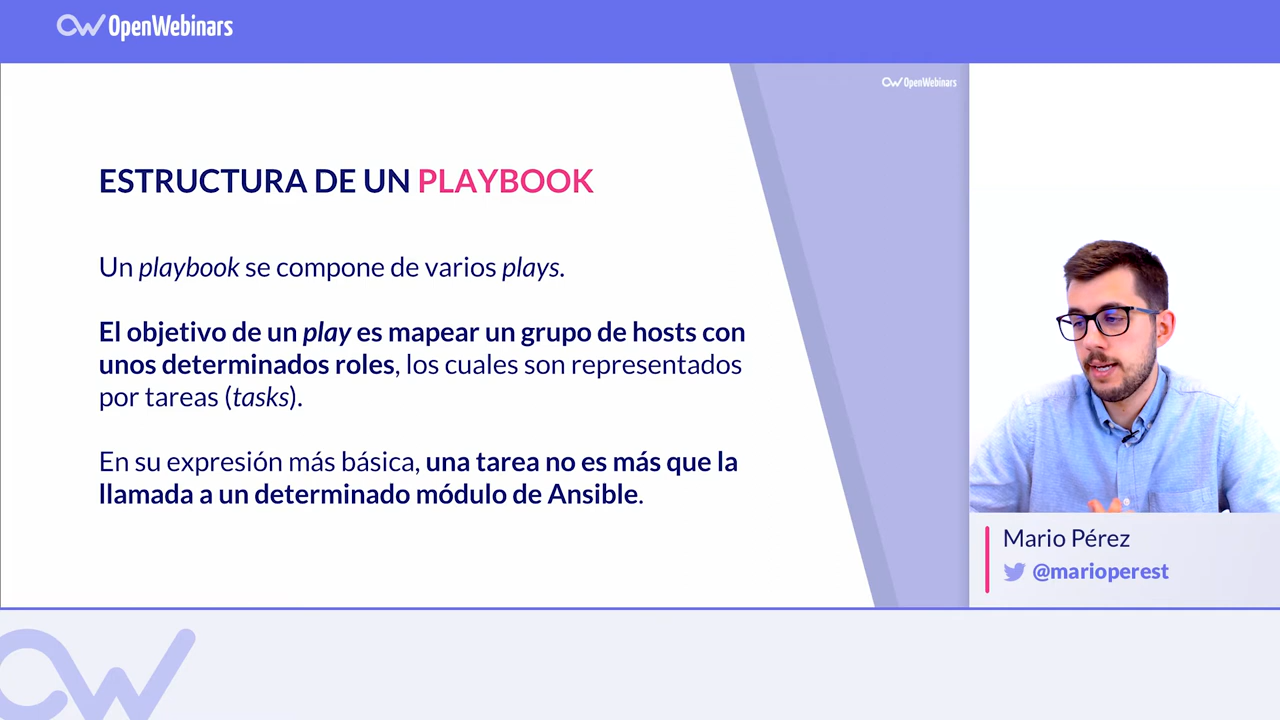 OpenWebinars
OpenWebinars
ESTRUCTURA DE UN PLAYBOOK
Un playbook se compone de varios plays.
El objetivo de un play es mapear un grupo de hosts con
unos determinados roles, los cuales son representados
por tareas (tasks).
En su expresión más básica, una tarea no es más que la
llamada a un determinado módulo de Ansible.
Mario Pérez
@marioperest